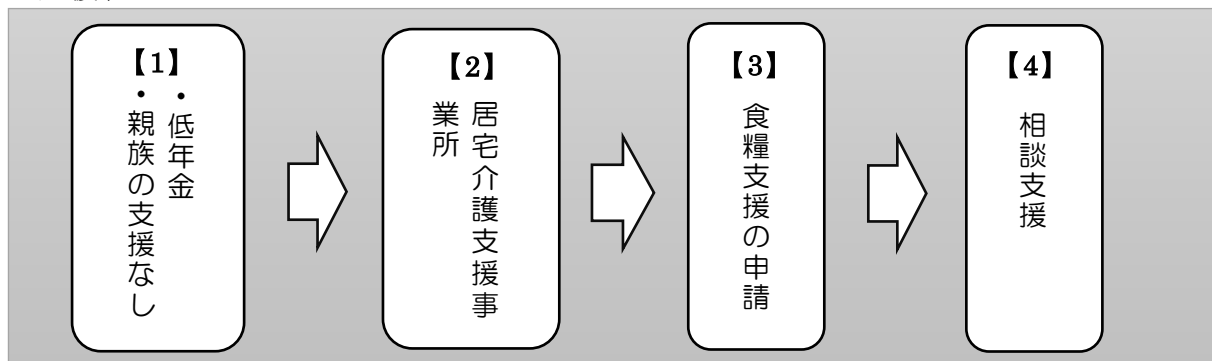 【1】
・低年金
・親族の支援なし
【2】
居宅介護支援事
業所
【3】
食糧支援の申請
【4】
相談支援